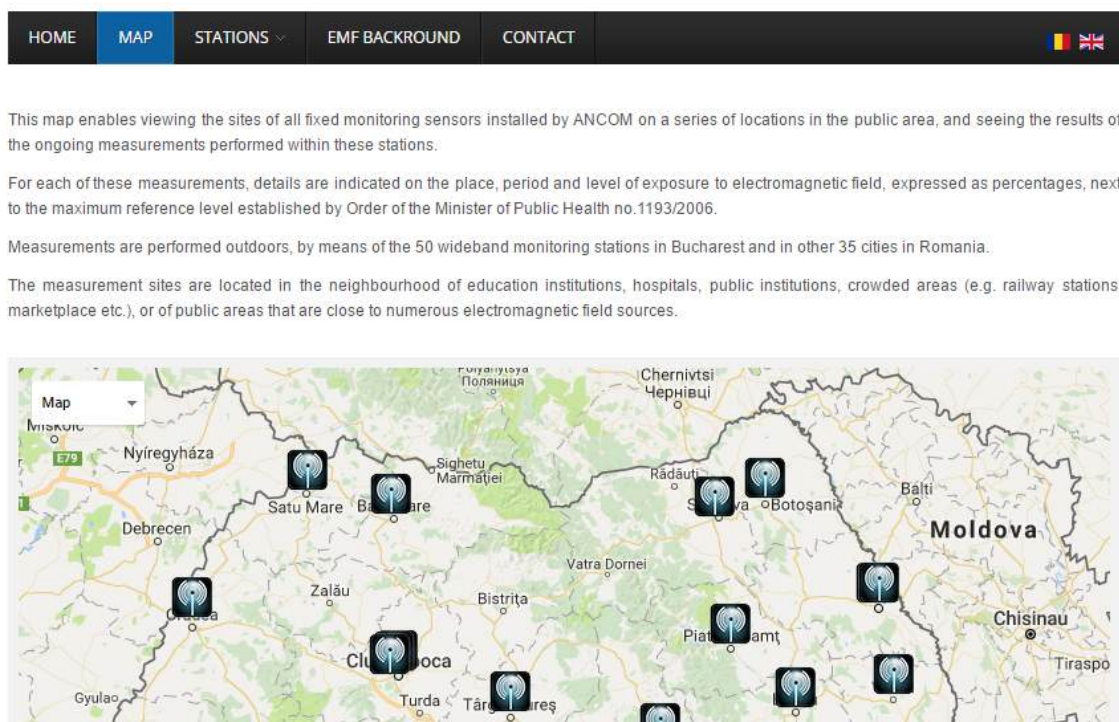 HOME MAP STATIONS EMF BACKROUND CONTACT
This map enables viewing the sites of all fixed monitoring sensors installed by ANCOM on a series of locations in the public area, and seeing the results of
the ongoing measurements performed within these stations.
For each of these measurements, details are indicated on the place, period and level of exposure to electromagnetic field, expressed as percentages, next
to the maximum reference level established by Order of the Minister of Public Health no.1193/2006.
Measurements are performed outdoors, by means of the 50 wideband monitoring stations in Bucharest and in other 35 cities in Romania.
The measurement sites are located in the neighbourhood of education institutions, hospitals, public institutions, crowded areas (e.g. railway stations
marketplace etc.), or of public areas that are close to numerous electromagnetic field sources.
Поляниця
Chernivtsi
Чернівці
Map
Miskolc
E79
Nyíregyháza
Sighetu
Marmației
Rădăuți
Satu Mare
Botoșani
Bălți
Debrecen
Moldova
Vatra Dornei
Zalău
Bistrița
Chisinau
Tiraspo
Gyula
Turda